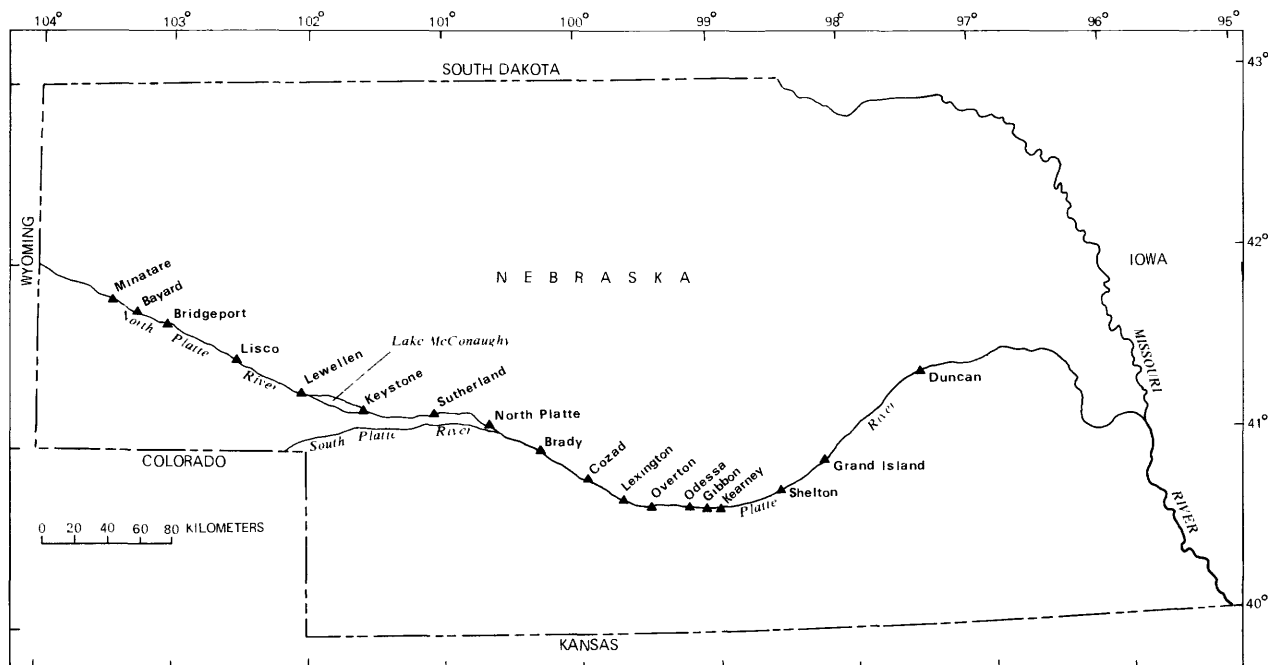 104° 103° 102° 101° 100° 99° 98° 97° 96° 95°
43°
SOUTH DAKOTA
WYOMING
42°
IOWA
NEBRASKA
Minatare
Bayard
Bridgeport
North Platte River
Lisco
Lewellen
Lake McConaughy
Keystone
Sutherland
North Platte
MISSOURI RIVER
Duncan
41°
South Platte River
Brady
COLORADO
Cozad
Lexington
Overton
Odessa
Gibbon
Kearney
Platte River
Shelton
Grand Island
0 20 40 60 80 KILOMETERS
40°
KANSAS